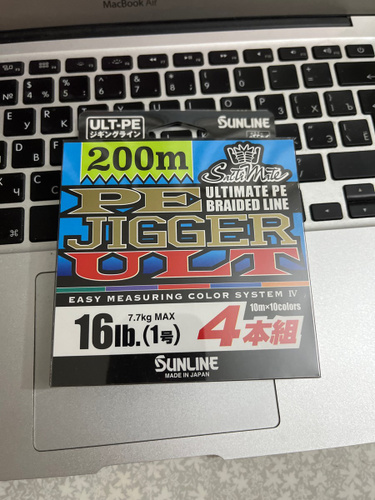 MacBook Air
ULT-PE
ジギングライン
SUNLINE
200m
SaltiMate
ULTIMATE PE
BRAIDED LINE
PE
JIGGER
ULT
EASY MEASURING COLOR SYSTEM IV
10m×10colors
7.7kg MAX
16lb.(1号)
4本組
SUNLINE
MADE IN JAPAN